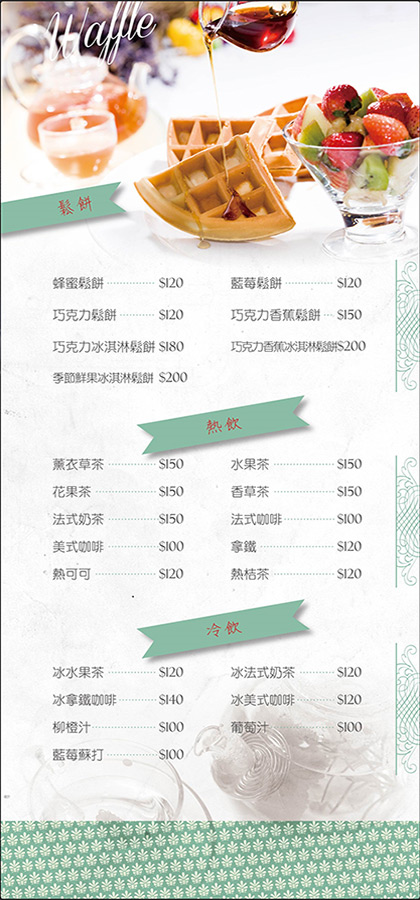 Waffle
鬆餅
蜂蜜鬆餅 $120 藍莓鬆餅 $120
巧克力鬆餅 $120 巧克力香蕉鬆餅 $150
巧克力冰淇淋鬆餅 $180 巧克力香蕉冰淇淋鬆餅 $200
季節鮮果冰淇淋鬆餅 $200
熱飲
薰衣草茶 $150 水果茶 $150
花果茶 $150 香草茶 $150
法式奶茶 $150 法式咖啡 $100
美式咖啡 $100 拿鐵 $120
熱可可 $120 熱桔茶 $120
冷飲
冰水果茶 $120 冰法式奶茶 $120
冰拿鐵咖啡 $140 冰美式咖啡 $120
柳橙汁 $100 葡萄汁 $100
藍莓蘇打 $100